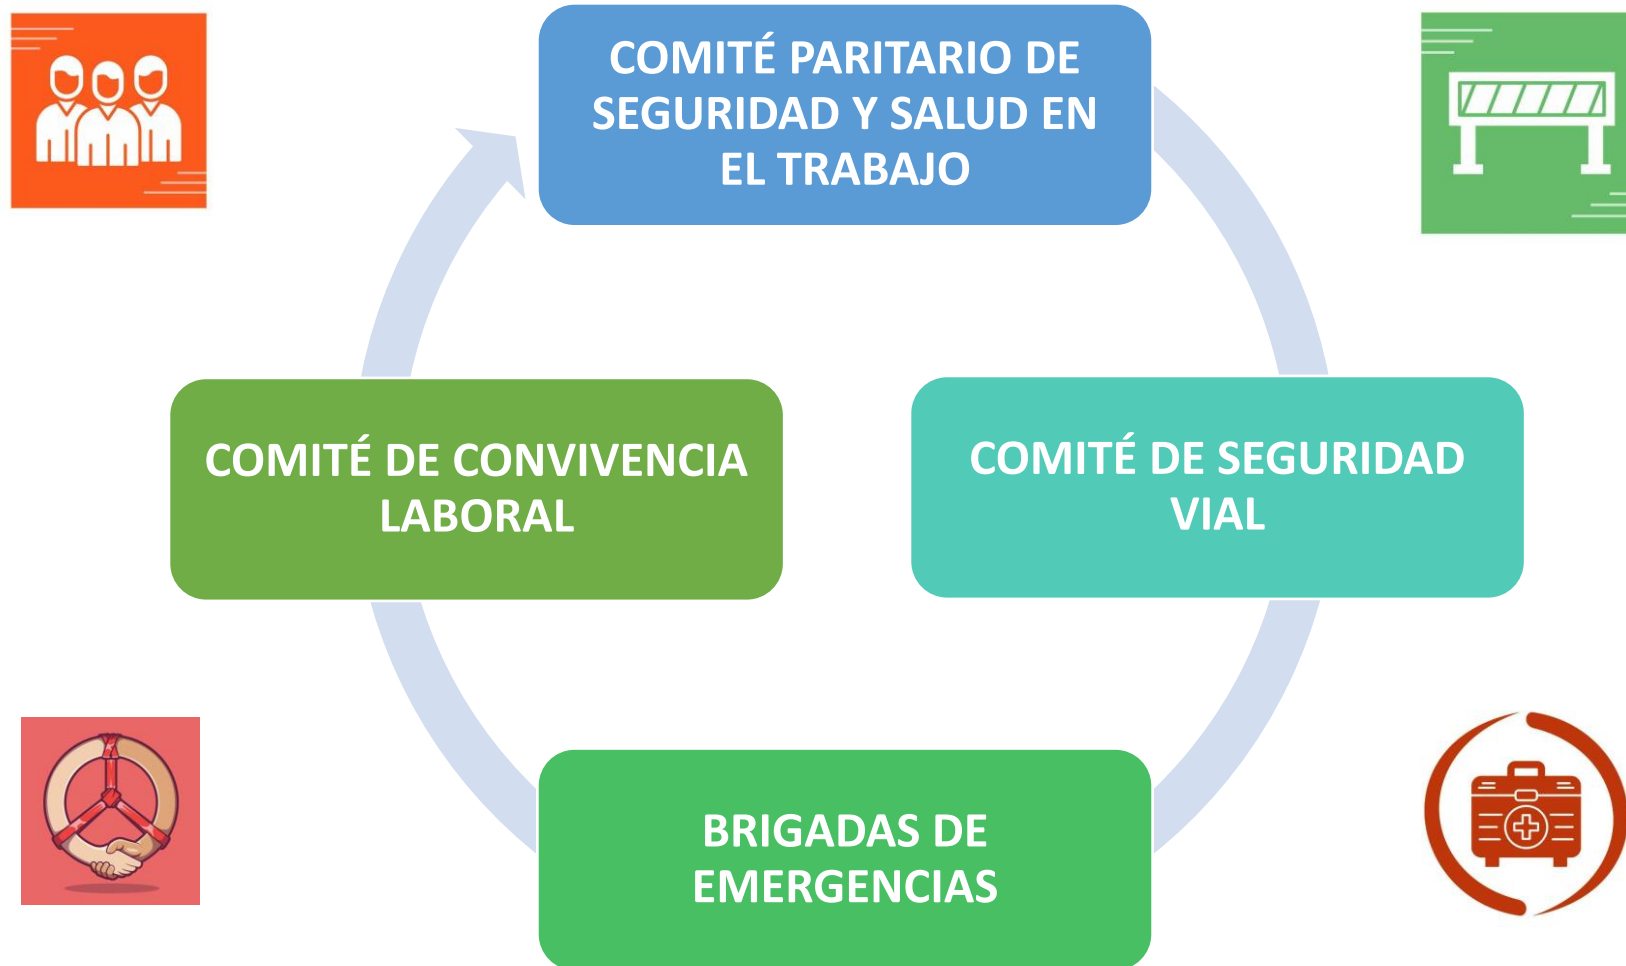 COMITÉ PARITARIO DE
SEGURIDAD Y SALUD EN
EL TRABAJO
COMITÉ DE CONVIVENCIA
LABORAL
COMITÉ DE SEGURIDAD
VIAL
BRIGADAS DE
EMERGENCIAS